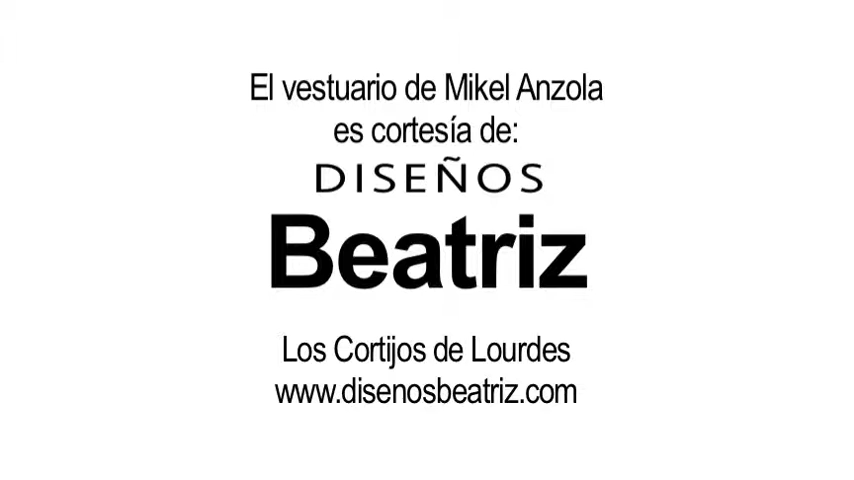 El vestuario de Mikel Anzola
es cortesía de:
DISEÑOS
Beatriz
Los Cortijos de Lourdes
www.disenosbeatriz.com